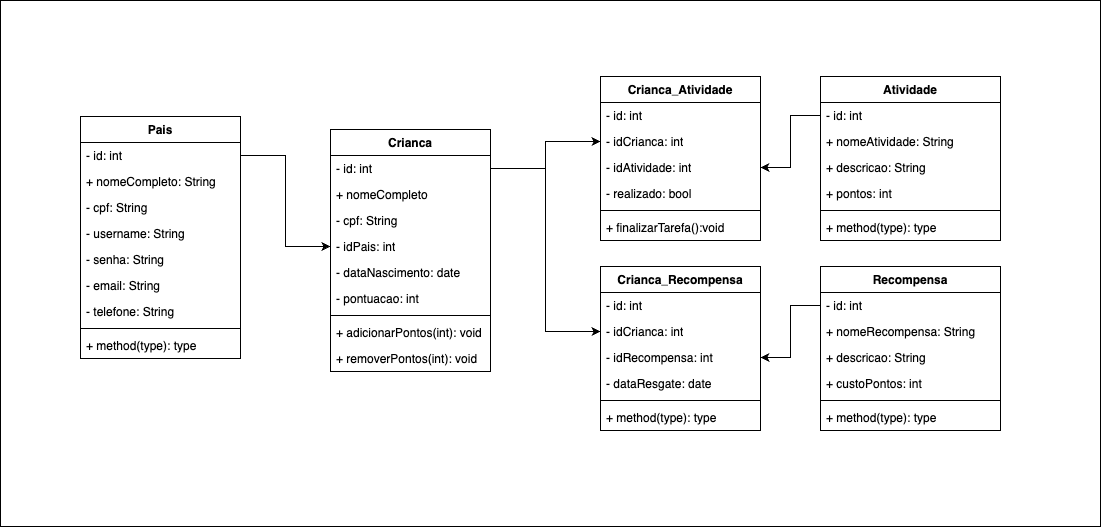 Pais
- id: int
+ nomeCompleto: String
- cpf: String
- username: String
- senha: String
- email: String
- telefone: String
+ method(type): type
Crianca
- id: int
+ nomeCompleto
- cpf: String
- idPais: int
- dataNascimento: date
- pontuacao: int
+ adicionarPontos(int): void
+ removerPontos(int): void
Crianca_Atividade
- id: int
- idCrianca: int
- idAtividade: int
- realizado: bool
+ finalizarTarefa():void
Atividade
- id: int
+ nomeAtividade: String
+ descricao: String
+ pontos: int
+ method(type): type
Crianca_Recompensa
- id: int
- idCrianca: int
- idRecompensa: int
- dataResgate: date
+ method(type): type
Recompensa
- id: int
+ nomeRecompensa: String
+ descricao: String
+ custoPontos: int
+ method(type): type